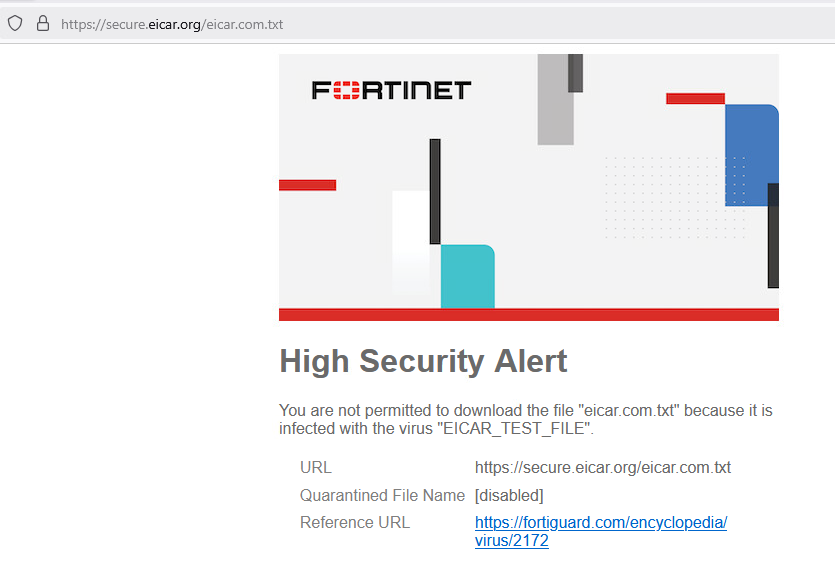 https://secure.eicar.org/eicar.com.txt
FORTINET
High Security Alert
You are not permitted to download the file "eicar.com.txt" because it is
infected with the virus "EICAR_TEST_FILE".
URL https://secure.eicar.org/eicar.com.txt
Quarantined File Name [disabled]
Reference URL https://fortiguard.com/encyclopedia/
virus/2172